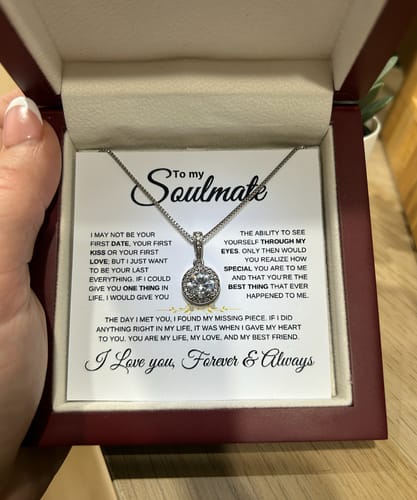 To my
Soulmate
I MAY NOT BE YOUR
FIRST DATE, YOUR FIRST
KISS OR YOUR FIRST
LOVE; BUT I JUST WANT
TO BE YOUR LAST
EVERYTHING. IF I COULD
GIVE YOU ONE THING IN
LIFE, I WOULD GIVE YOU
THE ABILITY TO SEE
YOURSELF THROUGH MY
EYES. ONLY THEN WOULD
YOU REALIZE HOW
SPECIAL YOU ARE TO ME
AND THAT YOU'RE THE
BEST THING THAT EVER
HAPPENED TO ME.
THE DAY I MET YOU, I FOUND MY MISSING PIECE. IF I DID
ANYTHING RIGHT IN MY LIFE, IT WAS WHEN I GAVE MY HEART
TO YOU. YOU ARE MY LIFE, MY LOVE, AND MY BEST FRIEND.
I Love you, Forever & Always